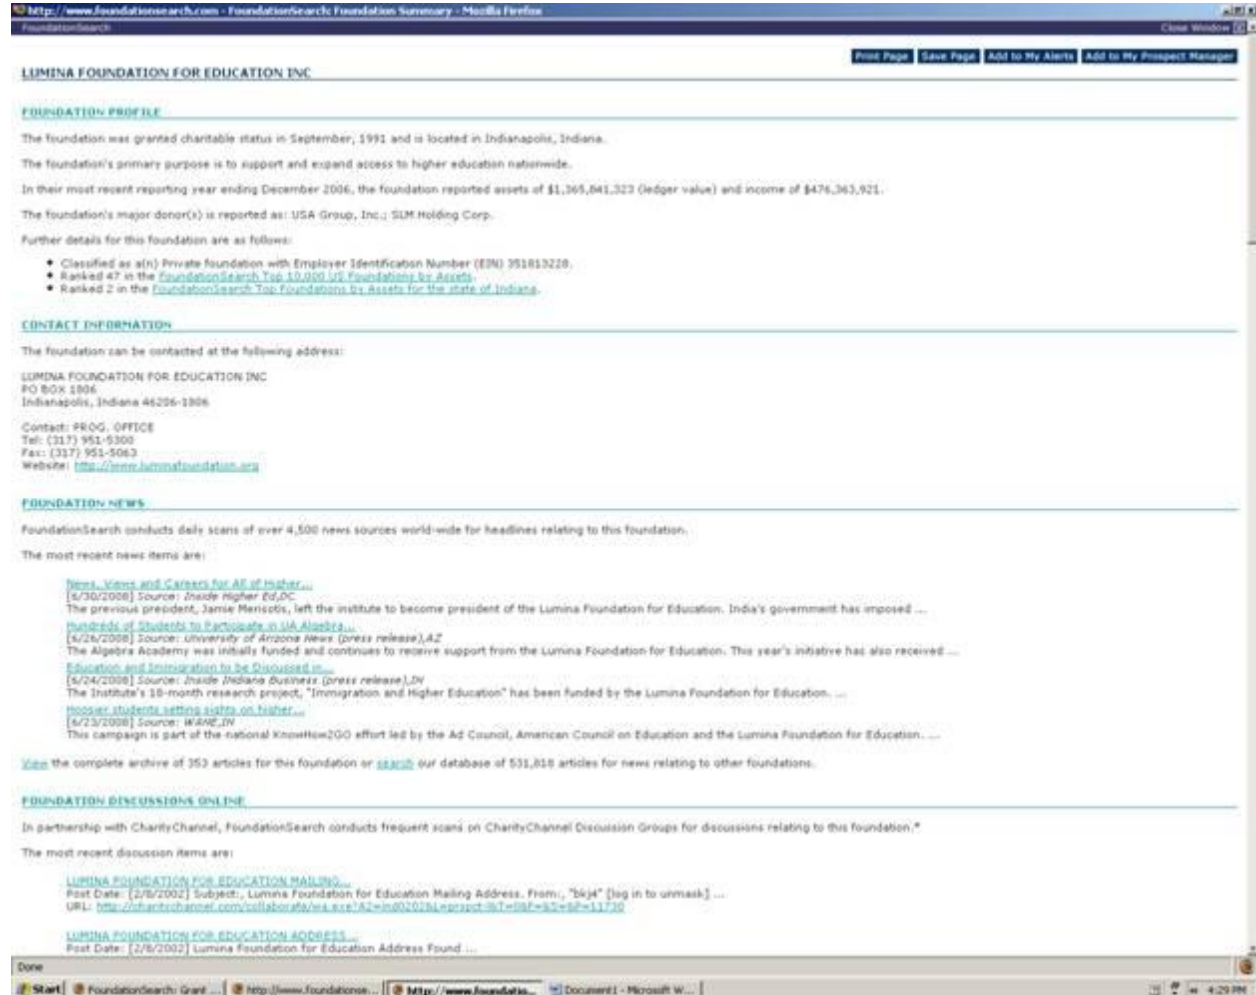 http://www.foundationsearch.com - FoundationSearch: Foundation Summary - Mozilla Firefox
FoundationSearch Close Window
Print Page Save Page Add to My Alerts Add to My Prospect Manager
LUMINA FOUNDATION FOR EDUCATION INC
FOUNDATION PROFILE
The foundation was granted charitable status in September, 1991 and is located in Indianapolis, Indiana.
The foundation's primary purpose is to support and expand access to higher education nationwide.
In their most recent reporting year ending December 2006, the foundation reported assets of $1,365,841,323 (ledger value) and income of $476,363,921.
The foundation's major donor(s) is reported as: USA Group, Inc.; SLM Holding Corp.
Further details for this foundation are as follows:
• Classified as a(n) Private foundation with Employer Identification Number (EIN) 351813228.
• Ranked 47 in the FoundationSearch Top 10,000 US Foundations by Assets.
• Ranked 2 in the FoundationSearch Top Foundations by Assets for the state of Indiana.
CONTACT INFORMATION
The foundation can be contacted at the following address:
LUMINA FOUNDATION FOR EDUCATION INC
PO BOX 1806
Indianapolis, Indiana 46206-1806
Contact: PROG. OFFICE
Tel: (317) 951-5300
Fax: (317) 951-5063
Website: http://www.luminafoundation.org
FOUNDATION NEWS
FoundationSearch conducts daily scans of over 4,500 news sources world-wide for headlines relating to this foundation.
The most recent news items are:
News, Views and Careers for All of Higher...
[6/30/2008] Source: Inside Higher Ed,DC
The previous president, Jamie Merisotis, left the institute to become president of the Lumina Foundation for Education. India's government has imposed ...
Hundreds of Students to Participate in UA Algebra...
[6/26/2008] Source: University of Arizona News (press release),AZ
The Algebra Academy was initially funded and continues to receive support from the Lumina Foundation for Education. This year's initiative has also received ...
Education and Immigration to be Discussed in...
[6/24/2008] Source: Inside INdiana Business (press release),IN
The Institute's 18-month research project, "Immigration and Higher Education" has been funded by the Lumina Foundation for Education. ...
Hoosier students setting sights on higher...
[6/23/2008] Source: WANE,IN
This campaign is part of the national KnowHow2GO effort led by the Ad Council, American Council on Education and the Lumina Foundation for Education. ...
View the complete archive of 353 articles for this foundation or search our database of 531,818 articles for news relating to other foundations.
FOUNDATION DISCUSSIONS ONLINE
In partnership with CharityChannel, FoundationSearch conducts frequent scans on CharityChannel Discussion Groups for discussions relating to this foundation.*
The most recent discussion items are:
LUMINA FOUNDATION FOR EDUCATION MAILING...
Post Date: [2/8/2002] Subject:, Lumina Foundation for Education Mailing Address. From:, "bkj4" [log in to unmask] ...
URL: http://charitychannel.com/collaborate/wa.exe?A2=ind0202&L=prspct-l&T=0&F=&S=&P=11730
LUMINA FOUNDATION FOR EDUCATION ADDRESS...
Post Date: [2/8/2002] Lumina Foundation for Education Address Found ...
Done
Start FoundationSearch: Grant ... http://www.foundationse... http://www.foundatio... Document1 - Microsoft W... 4:29 PM